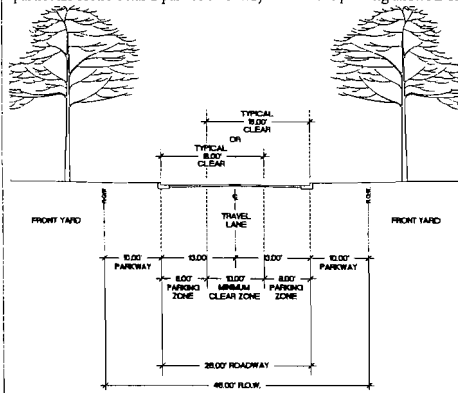 TYPICAL
18.00'
CLEAR
OR
TYPICAL
18.00'
CLEAR
R.O.W.
℄
R.O.W.
FRONT YARD
TRAVEL
LANE
FRONT YARD
10.00' 13.00' 13.00' 10.00'
PARKWAY PARKWAY
8.00' 10.00' 8.00'
PARKING MINIMUM PARKING
ZONE CLEAR ZONE ZONE
26.00' ROADWAY
46.00' R.O.W.